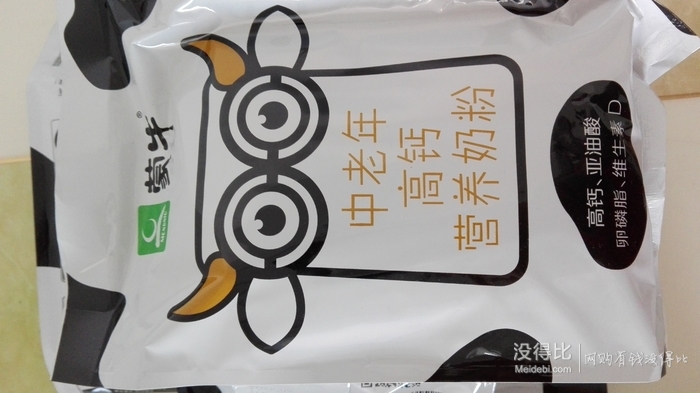 蒙牛®
MENGNIU
中老年
高钙
营养奶粉
高钙、亚油酸
卵磷脂、维生素D
没得比
Meidebi.com
网购有钱没得比